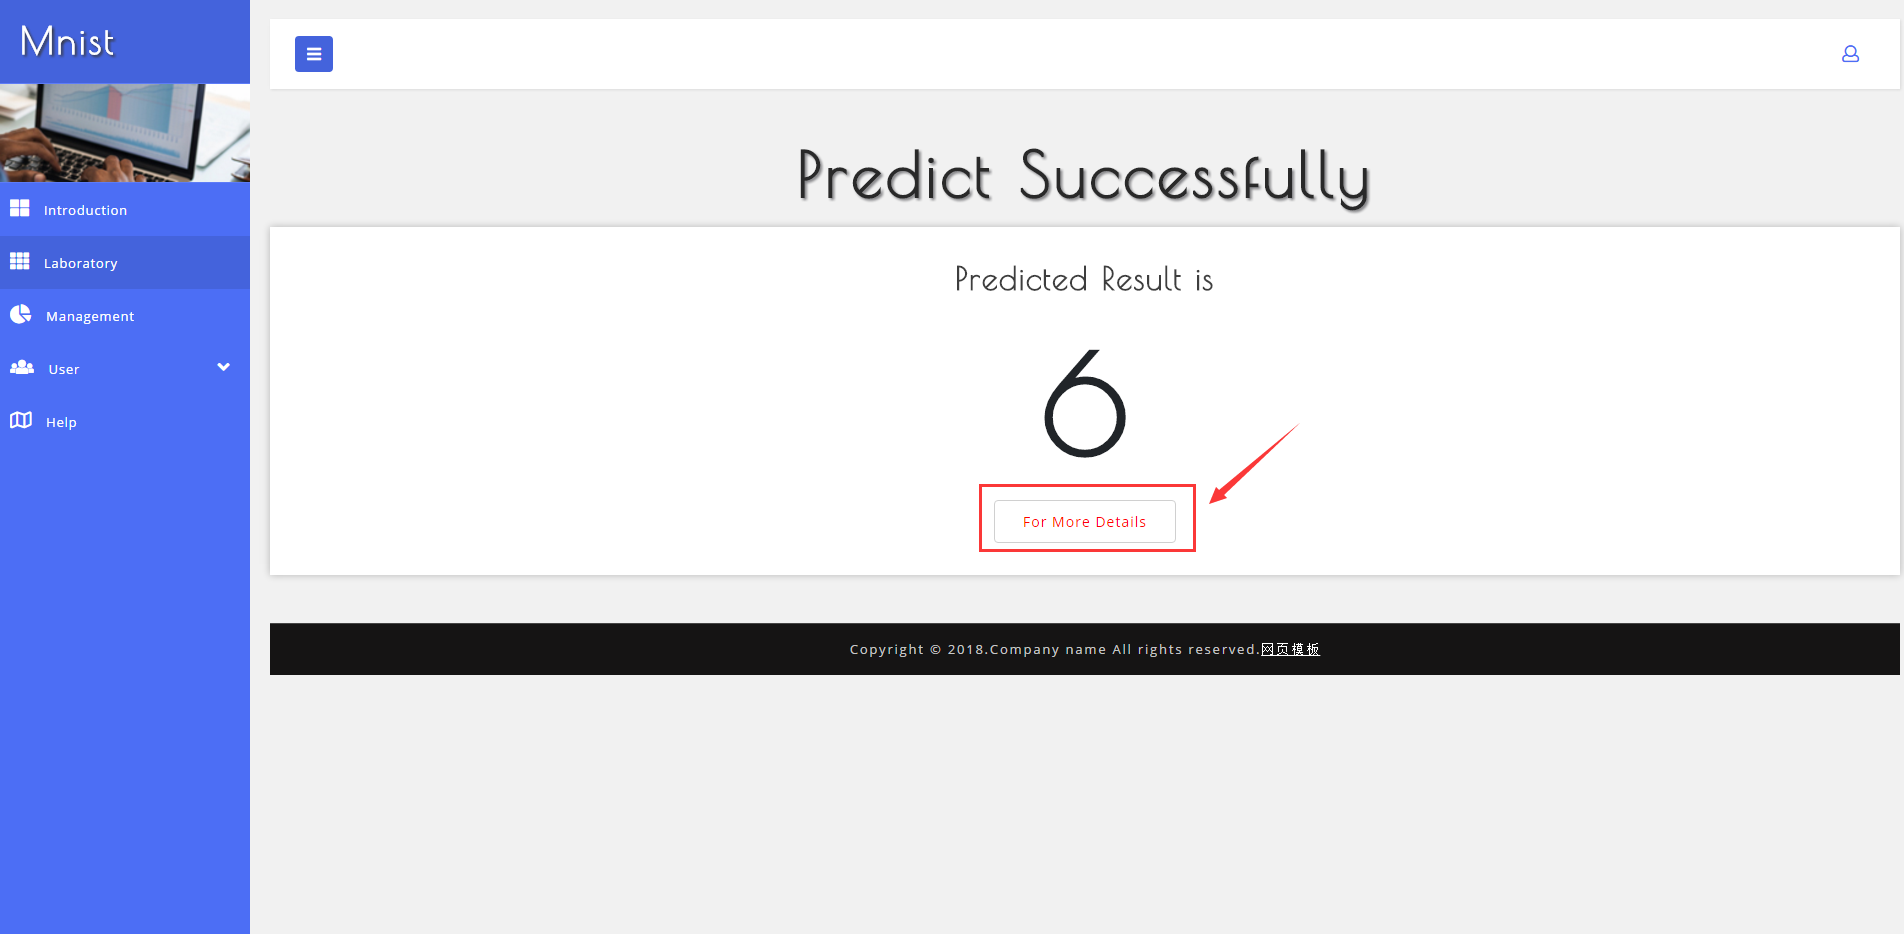 Mnist
Introduction
Laboratory
Management
User
Help
Predict Successfully
Predicted Result is
6
For More Details
Copyright © 2018.Company name All rights reserved.网页模板